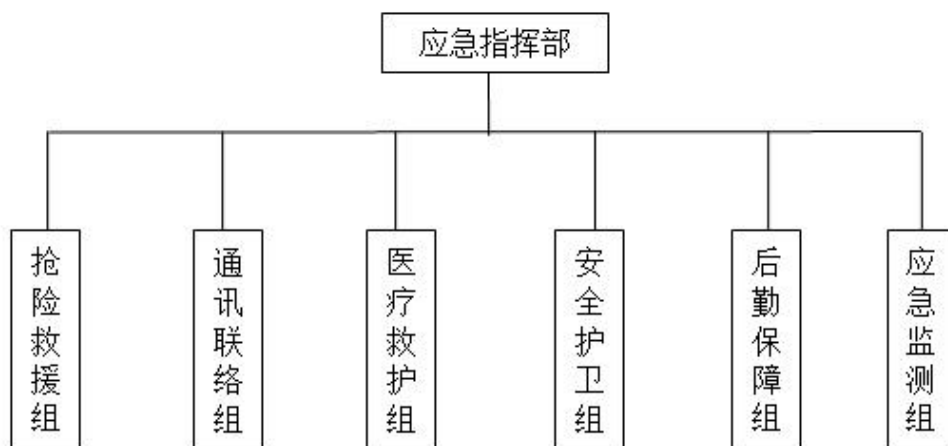 应急指挥部
抢险救援组
通讯联络组
医疗救护组
安全护卫组
后勤保障组
应急监测组